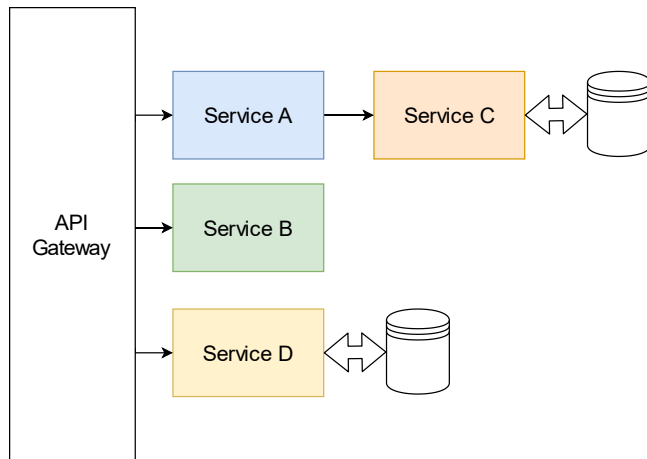 Service A
Service C
API
Gateway
Service B
Service D